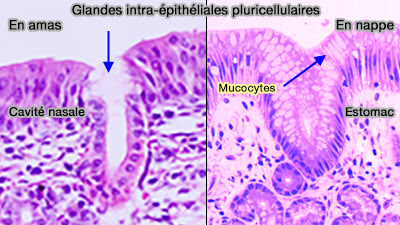 Glandes intra-épithéliales pluricellulaires
En amas
En nappe
Mucocytes
Cavité nasale
Estomac